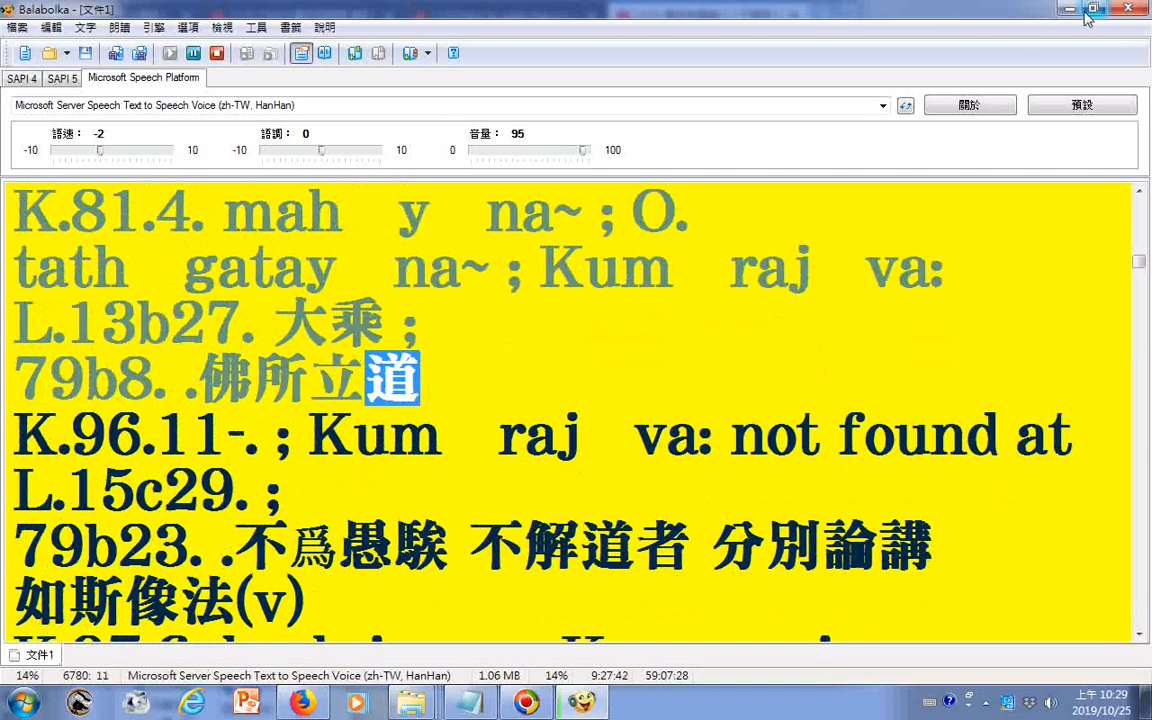 Balabolka - [文件1]
檔案 編輯 文字 朗讀 引擎 選項 檢視 工具 書籤 說明
SAPI 4 SAPI 5 Microsoft Speech Platform
Microsoft Server Speech Text to Speech Voice (zh-TW, HanHan) 關於 預設
語速： -2 語調： 0 音量： 95
-10 10 -10 10 0 100
K.81.4. mah y na~ ; O.
tath gatay na~ ; Kum raj va:
L.13b27. 大乘 ;
79b8. .佛所立道
K.96.11-. ; Kum raj va: not found at
L.15c29. ;
79b23. .不爲愚騃 不解道者 分別論講
如斯像法(v)
文件1
14% 6780: 11 Microsoft Server Speech Text to Speech Voice (zh-TW, HanHan) 1.06 MB 14% 9:27:42 59:07:28
上午 10:29
2019/10/25